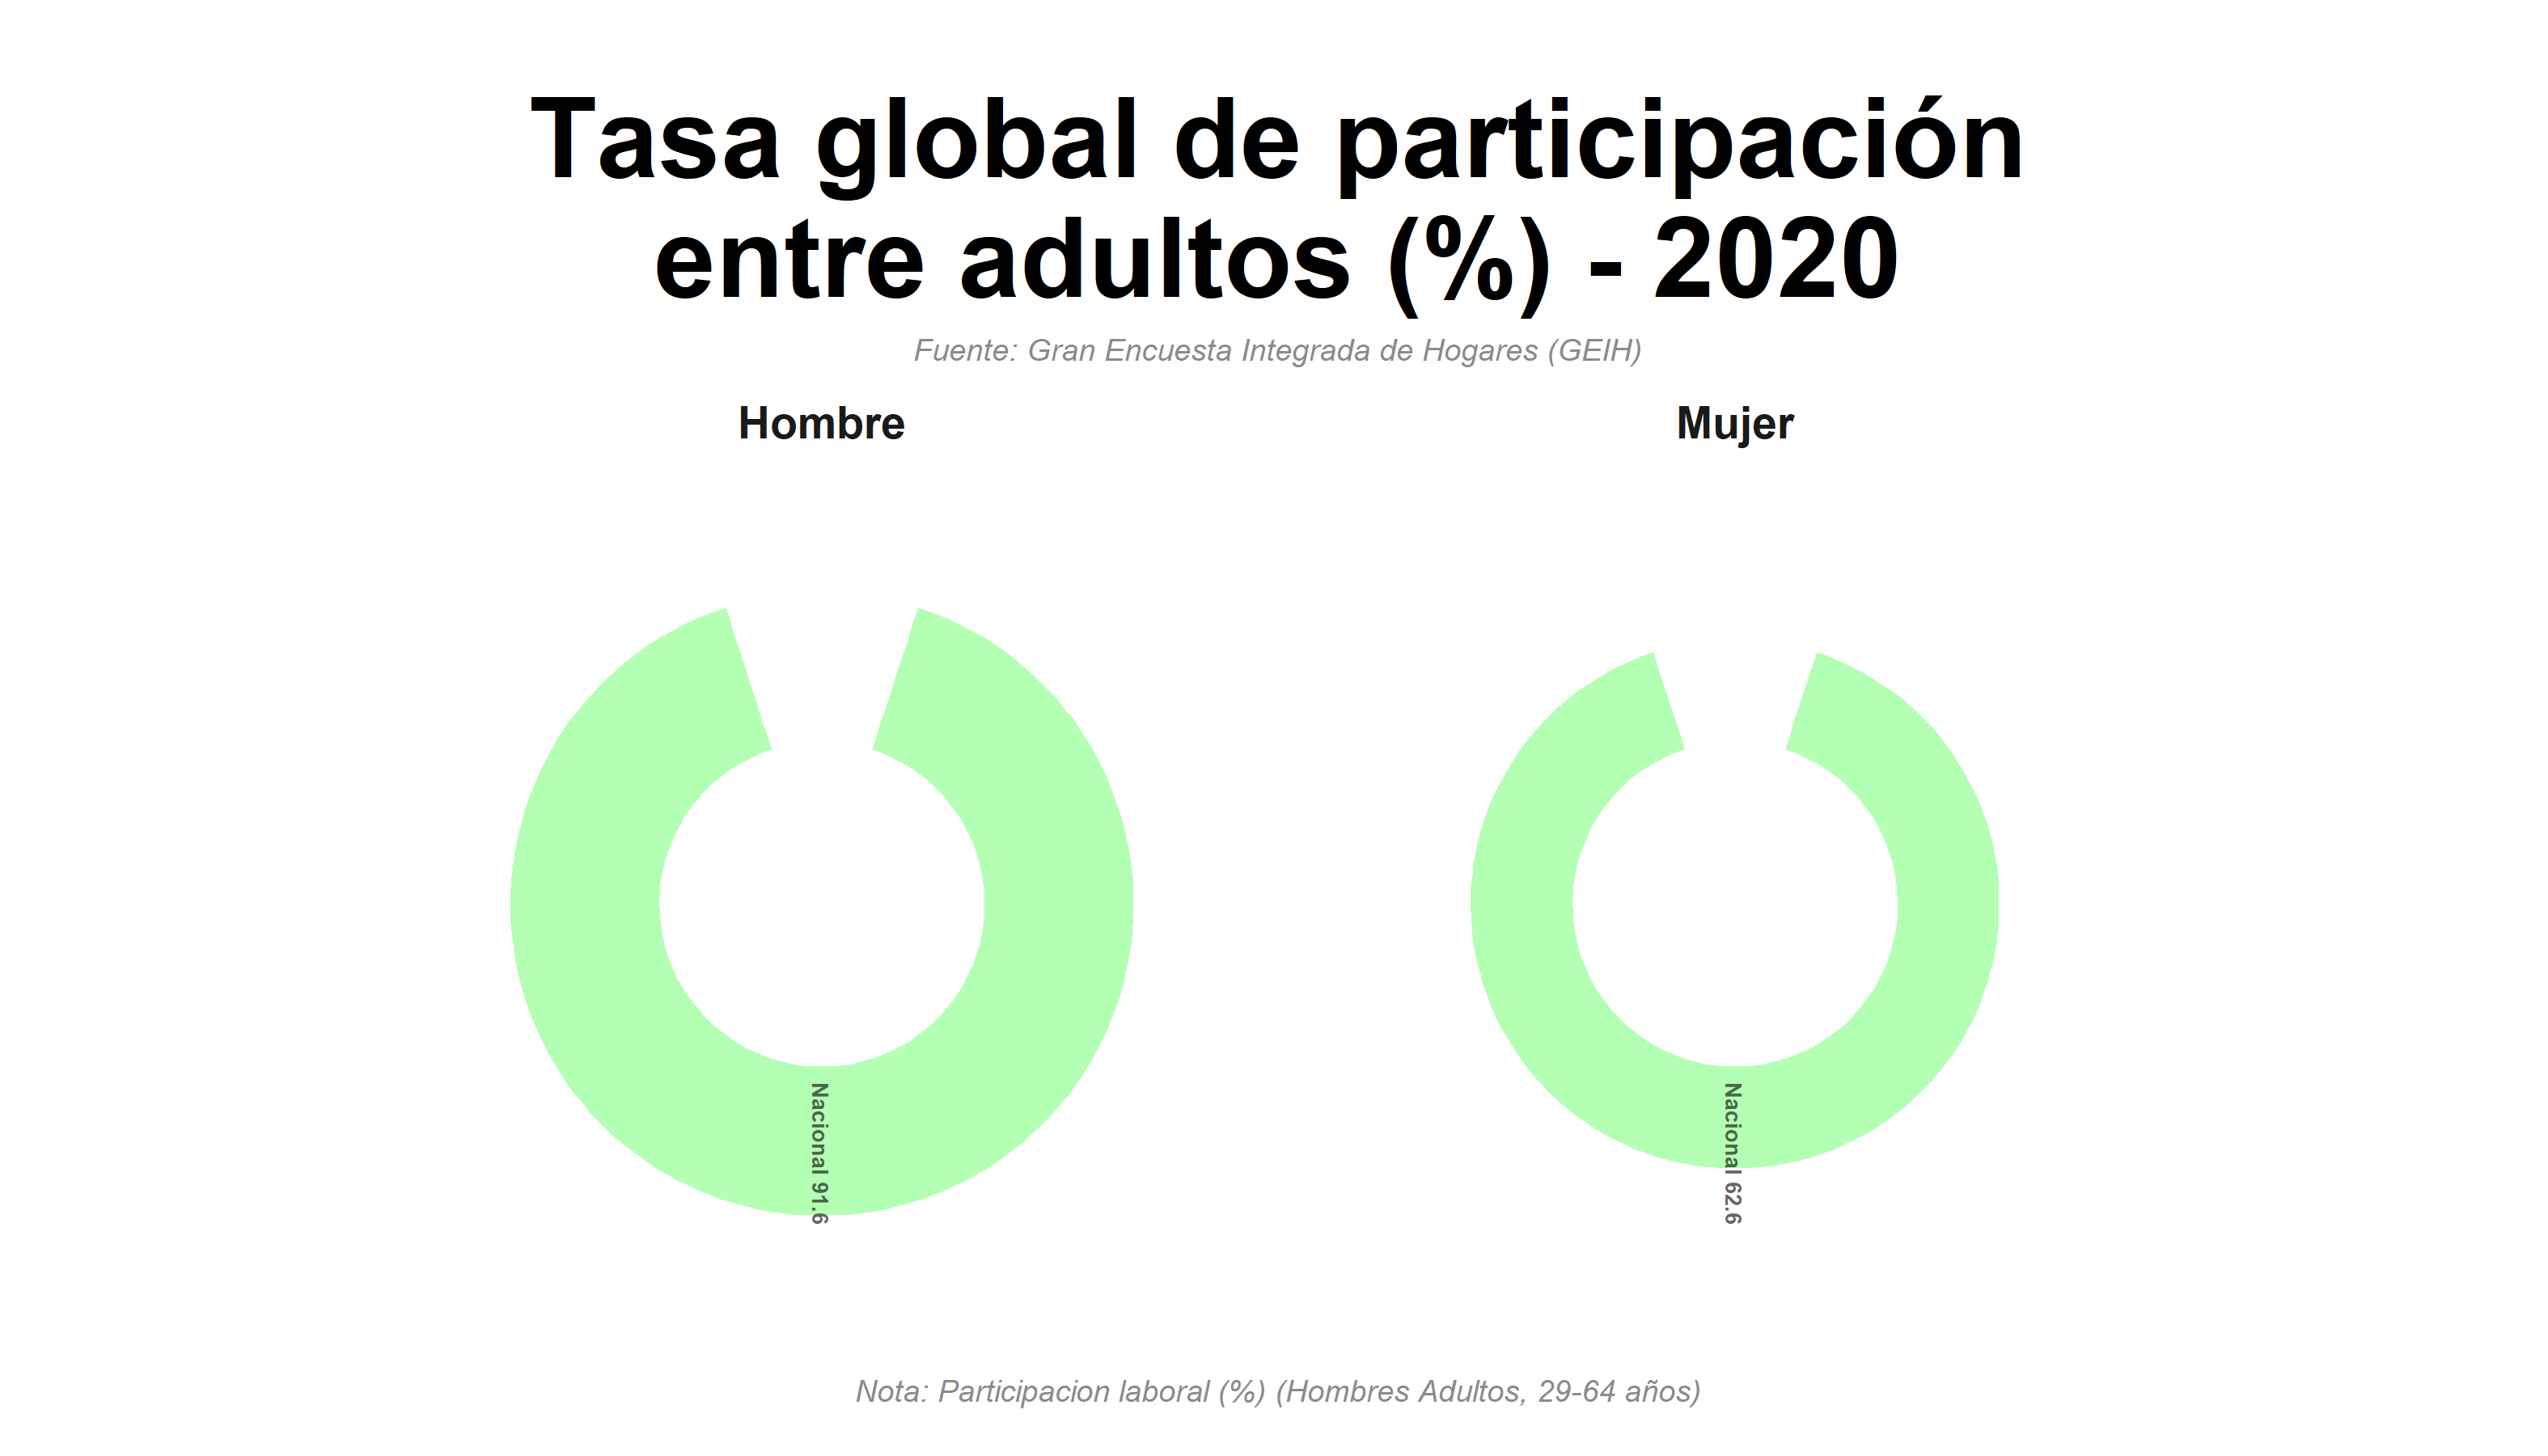 Tasa global de participación
entre adultos (%) - 2020
Fuente: Gran Encuesta Integrada de Hogares (GEIH)
Hombre
Mujer
Nacional 91.6
Nacional 62.6
Nota: Participacion laboral (%) (Hombres Adultos, 29-64 años)